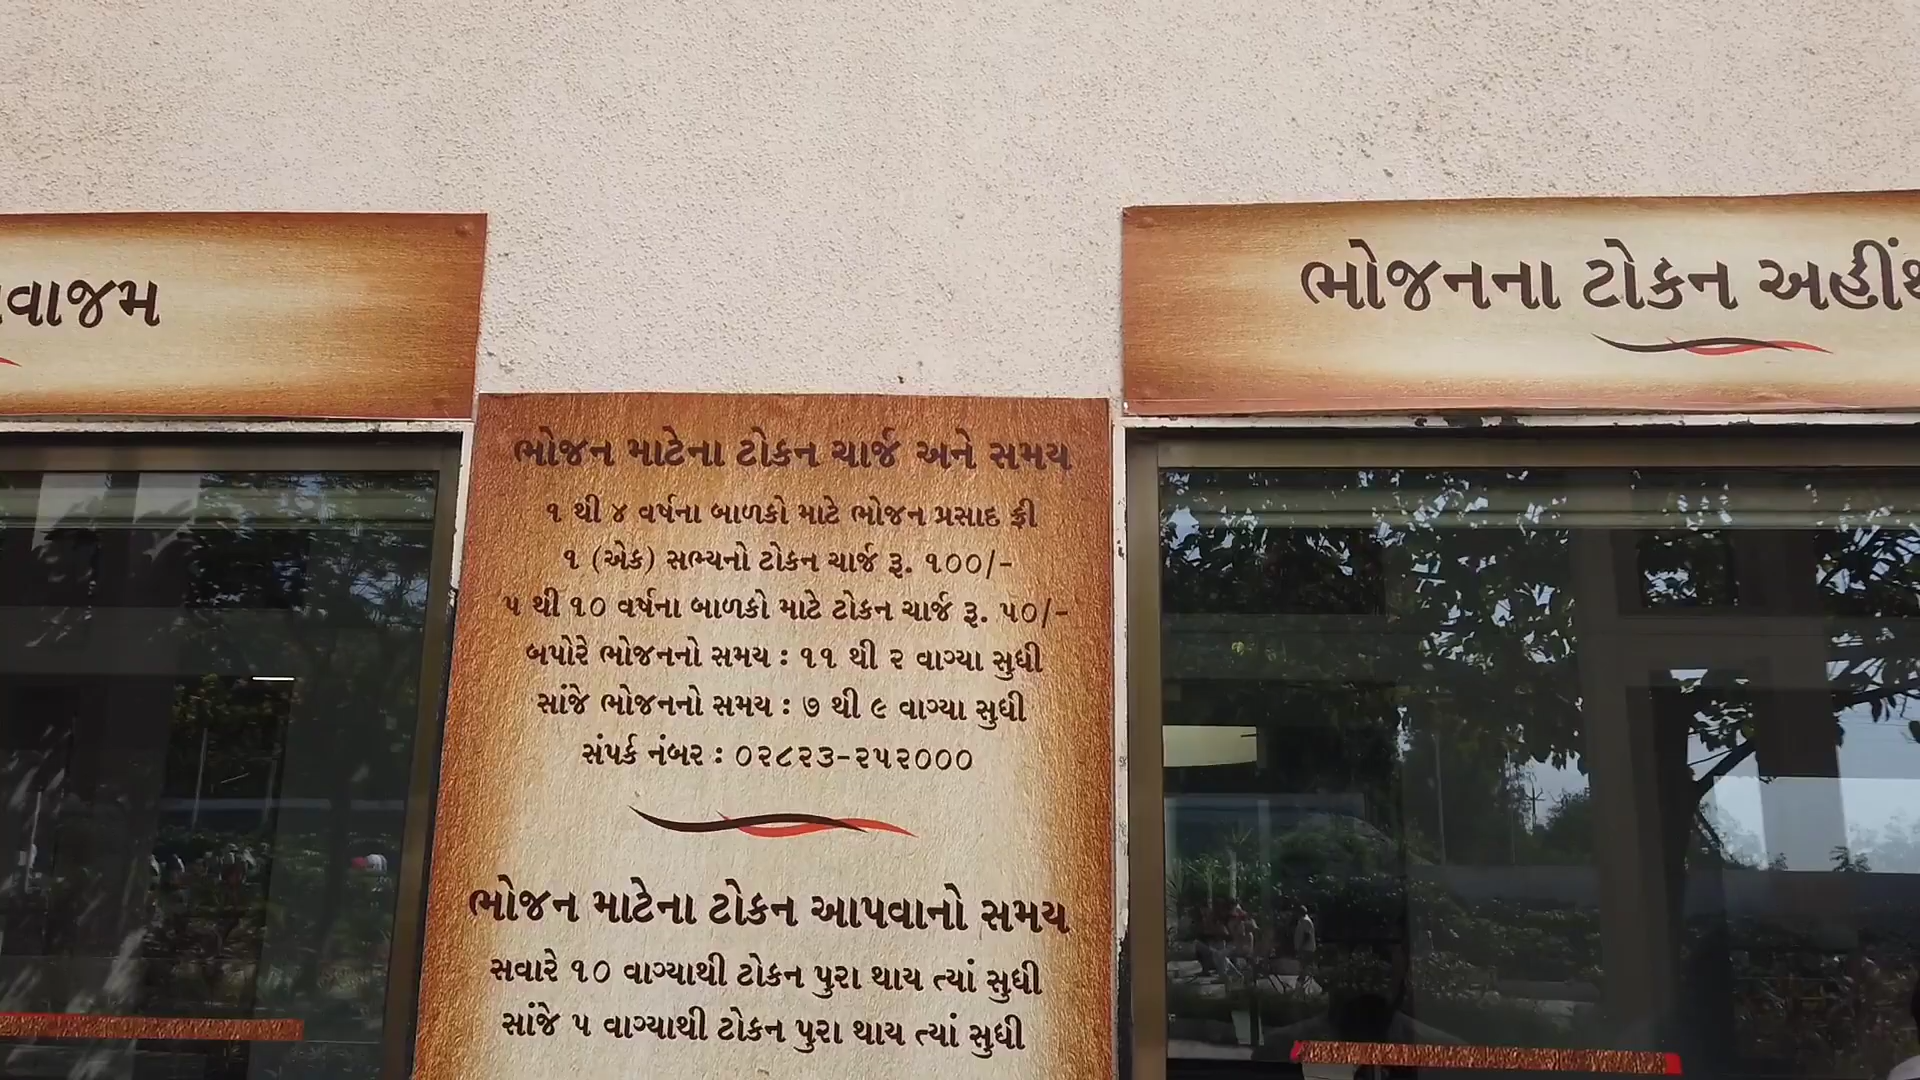 ભોજનના ટોકન
ભોજન માટેના ટોકન ચાર્જ અને સમય
૧ થી ૪ વર્ષના બાળકો માટે ભોજન પ્રસાદ ફ્રી
૧ (એક) સભ્યનો ટોકન ચાર્જ રૂ. ૧૦૦/-
૫ થી ૧૦ વર્ષના બાળકો માટે ટોકન ચાર્જ રૂ. ૫૦/-
બપોરે ભોજનનો સમય : ૧૧ થી ૨ વાગ્યા સુધી
સાંજે ભોજનનો સમય : ૭ થી ૯ વાગ્યા સુધી
સંપર્ક નંબર : ૦૨૮૨૩-૨૫૨૦૦૦
ભોજન માટેના ટોકન આપવાનો સમય
સવારે ૧૦ વાગ્યાથી ટોકન પુરા થાય ત્યાં સુધી
સાંજે ૫ વાગ્યાથી ટોકન પુરા થાય ત્યાં સુધી